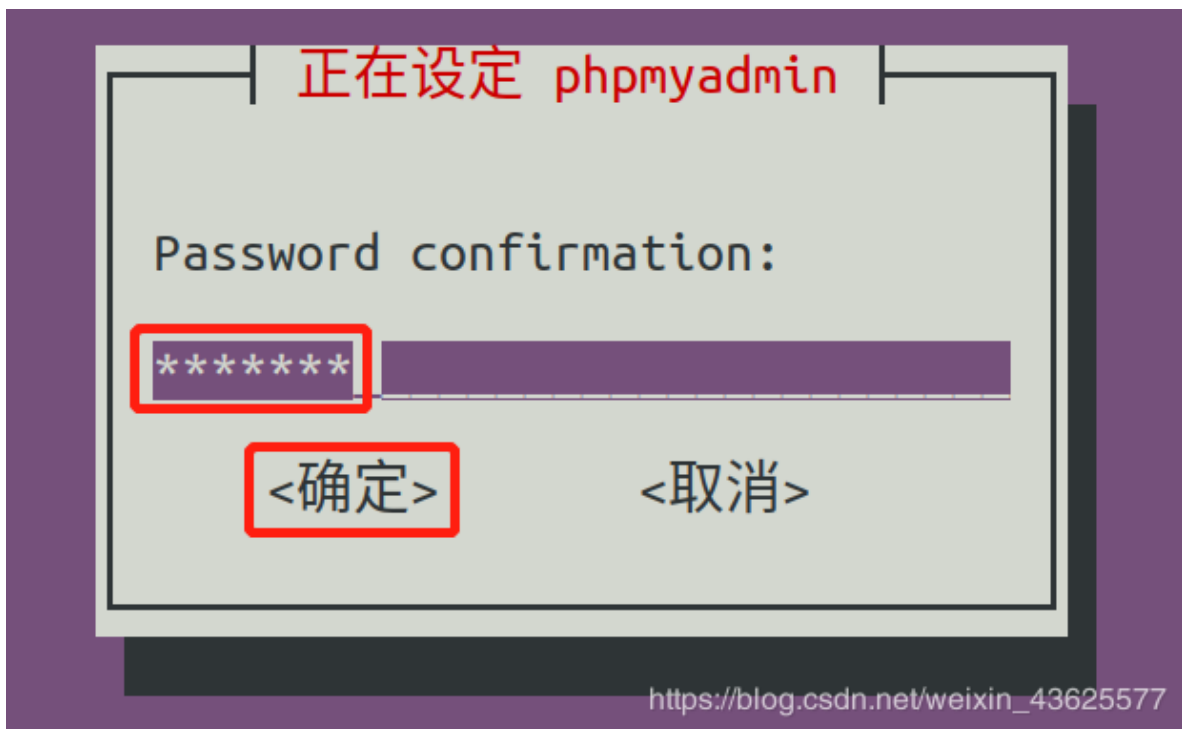 正在设定 phpmyadmin
Password confirmation:
*******
<确定> <取消>
https://blog.csdn.net/weixin_43625577